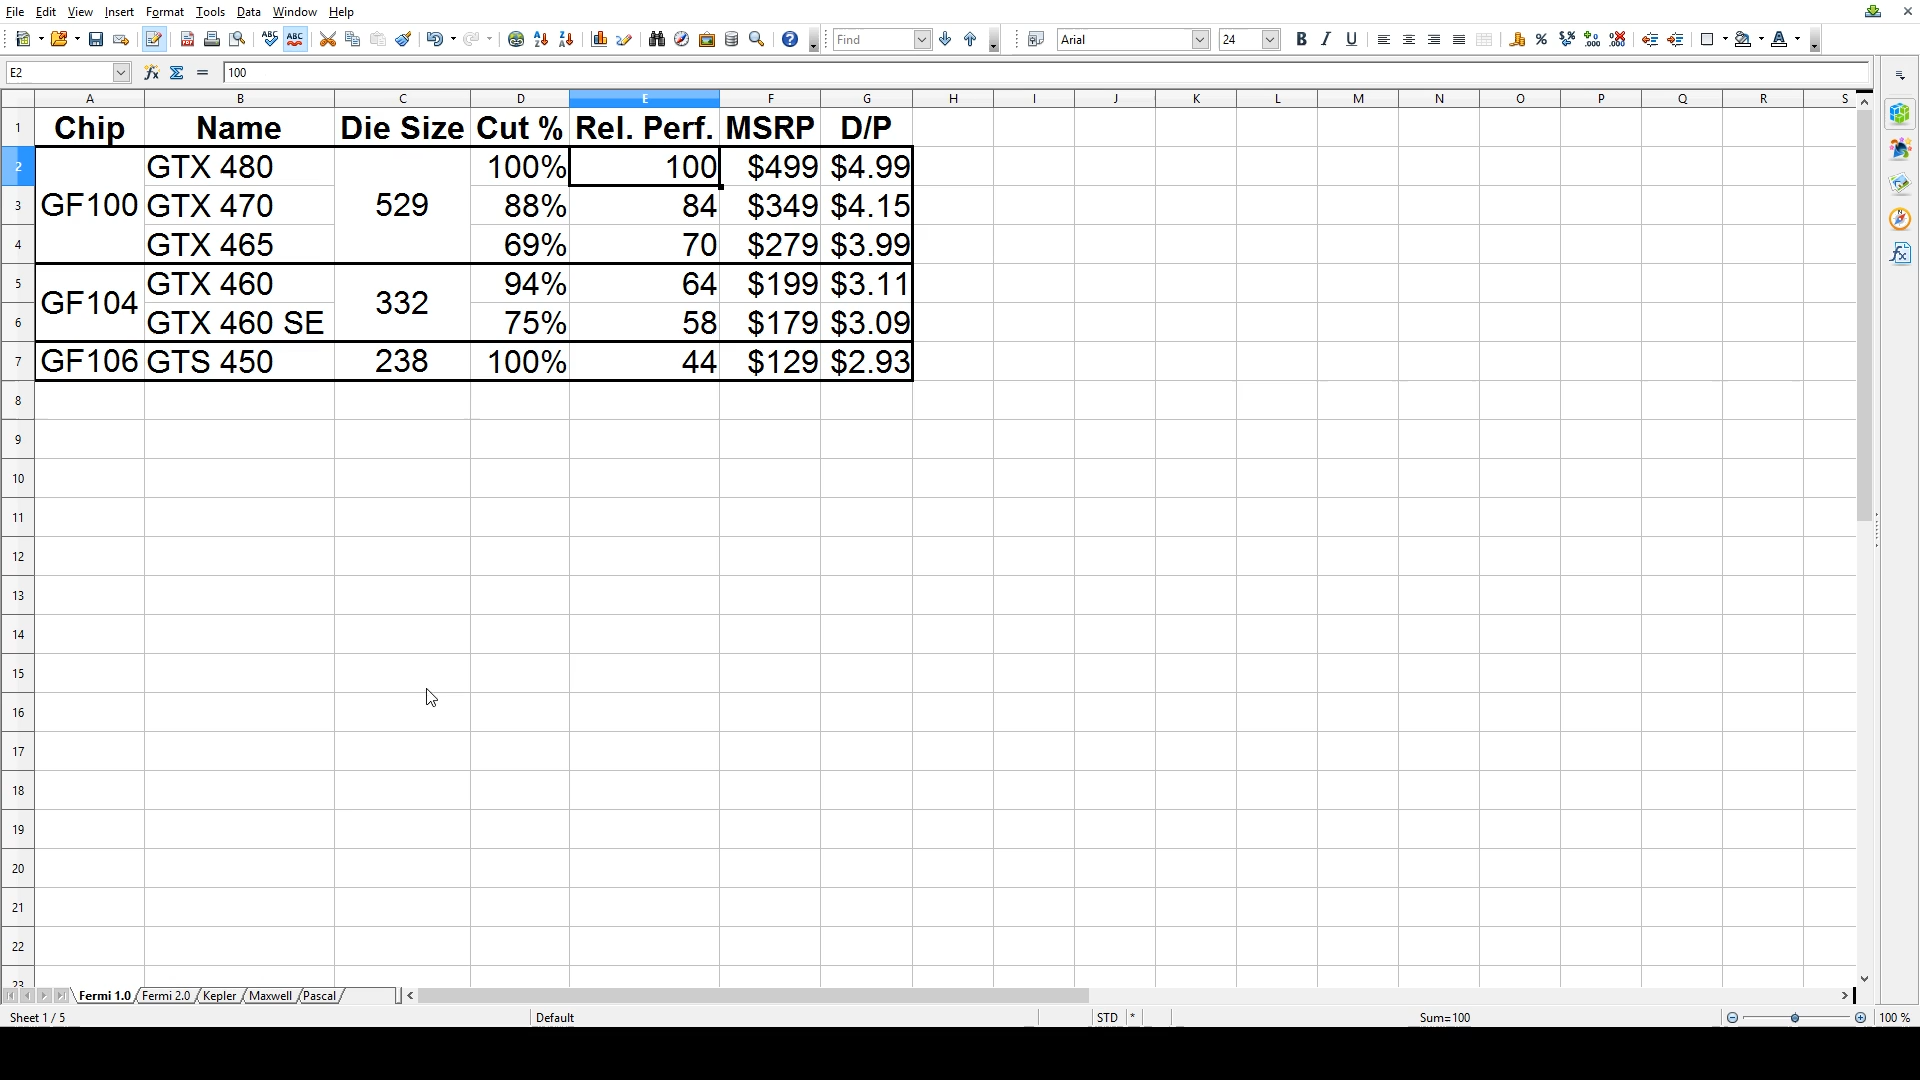 File Edit View Insert Format Tools Data Window Help
Find Arial 24
E2 100
A B C D E F G H I J K L M N O P Q R S
1 Chip Name Die Size Cut % Rel. Perf. MSRP D/P
2 GTX 480 100% 100 $499 $4.99
3 GF100 GTX 470 529 88% 84 $349 $4.15
4 GTX 465 69% 70 $279 $3.99
5 GTX 460 94% 64 $199 $3.11
GF104 332
6 GTX 460 SE 75% 58 $179 $3.09
7 GF106 GTS 450 238 100% 44 $129 $2.93
8
9
10
11
12
13
14
15
16
17
18
19
20
21
22
23
Fermi 1.0 Fermi 2.0 Kepler Maxwell Pascal
Sheet 1 / 5 Default STD * Sum=100 100 %